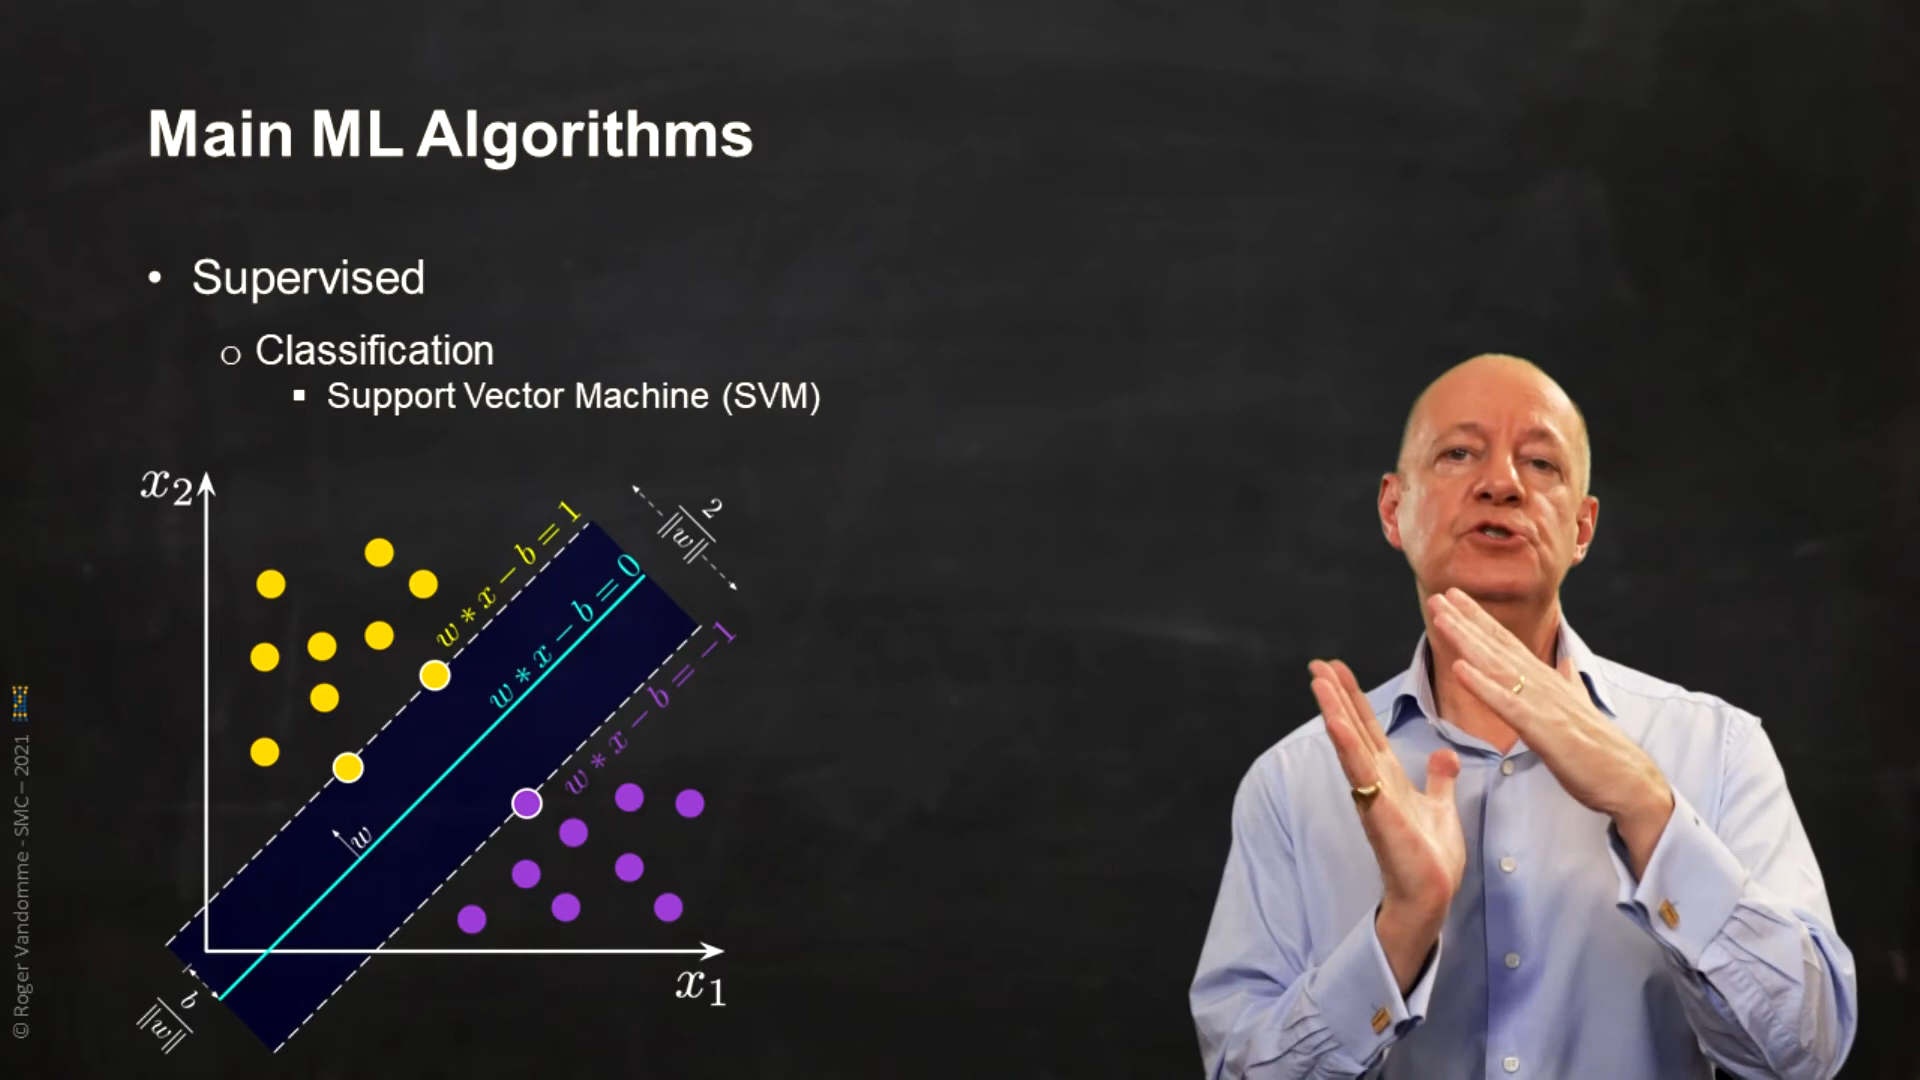 Main ML Algorithms
• Supervised
o Classification
▪ Support Vector Machine (SVM)
x₂
w * x − b = 1
w * x − b = 0
w * x − b = −1
2
‖w‖
w
b
‖w‖
x₁
© Roger Vandomme - SMC – 2021